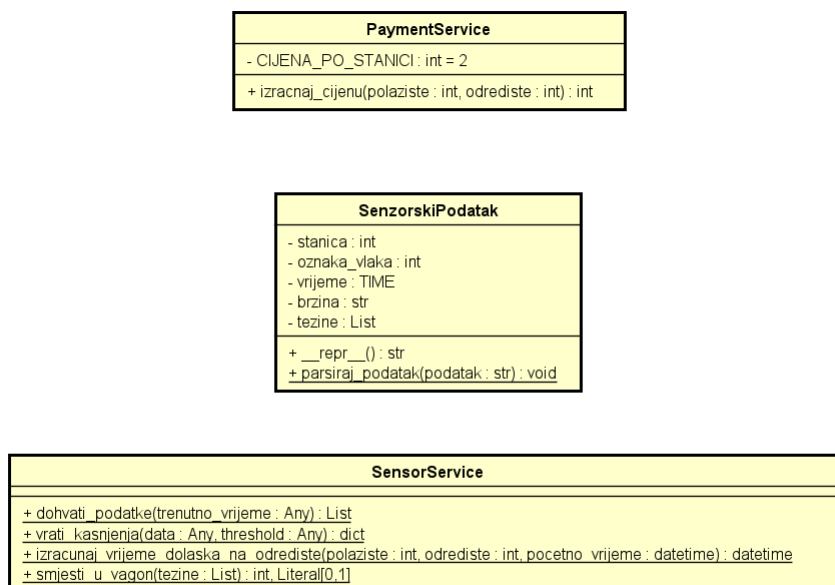 PaymentService
- CIJENA_PO_STANICI : int = 2
+ izracnaj_cijenu(polaziste : int, odrediste : int) : int
SenzorskiPodatak
- stanica : int
- oznaka_vlaka : int
- vrijeme : TIME
- brzina : str
- tezine : List
+ __repr__() : str
+ parsiraj_podatak(podatak : str) : void
SensorService
+ dohvati_podatke(trenutno_vrijeme : Any) : List
+ vrati_kasnjenja(data : Any, threshold : Any) : dict
+ izracunaj_vrijeme_dolaska_na_odrediste(polaziste : int, odrediste : int, pocetno_vrijeme : datetime) : datetime
+ smjesti_u_vagon(tezine : List) : int, Literal[0,1]